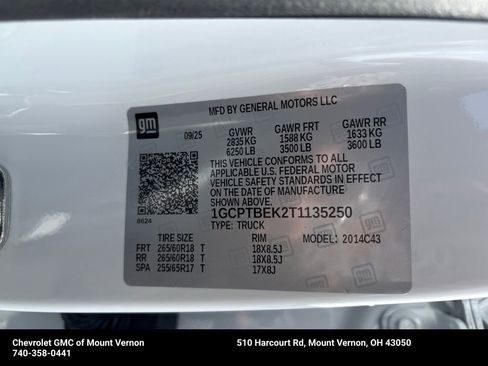 MFD BY GENERAL MOTORS LLC
gm
09/25 GVWR GAWR FRT GAWR RR
2835 KG 1588 KG 1633 KG
6250 LB 3500 LB 3600 LB
THIS VEHICLE CONFORMS TO ALL
APPLICABLE U.S. FEDERAL MOTOR
VEHICLE SAFETY STANDARDS IN EFFECT
ON THE DATE OF MANUFACTURE
1GCPTBEK2T1135250
8624
TYPE: TRUCK
TIRE SIZE RIM MODEL: 2014C43
FRT 265/60R18 T 18X8.5J
RR 265/60R18 T 18X8.5J
SPA 255/65R17 T 17X8J
Chevrolet GMC of Mount Vernon 510 Harcourt Rd, Mount Vernon, OH 43050
740-358-0441